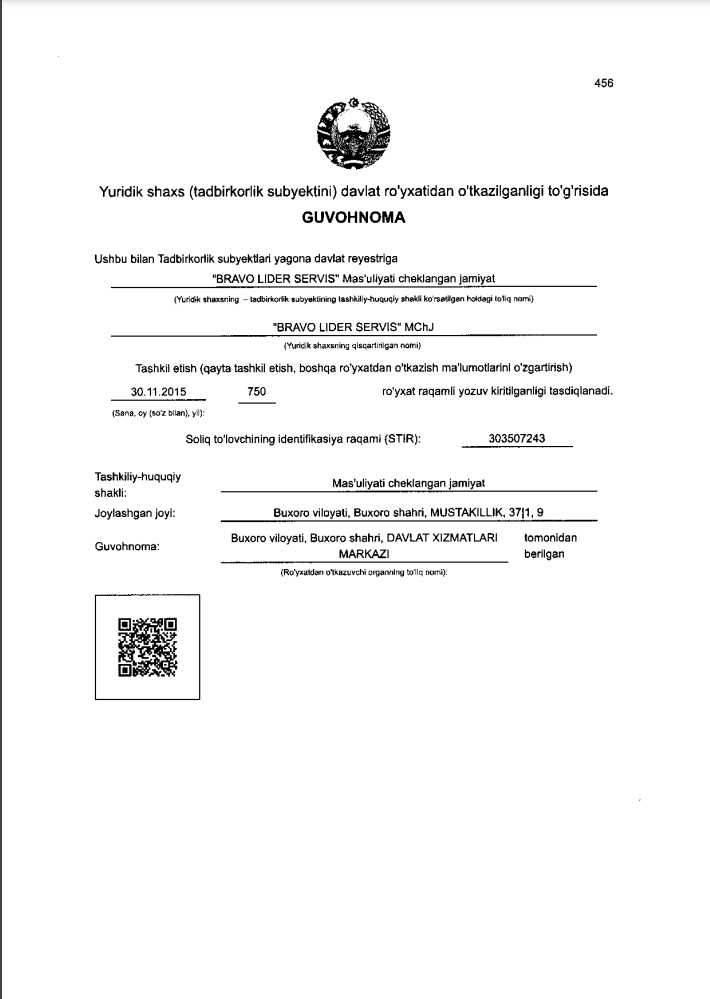 456
Yuridik shaxs (tadbirkorlik subyektini) davlat ro'yxatidan o'tkazilganligi to'g'risida
GUVOHNOMA
Ushbu bilan Tadbirkorlik subyektlari yagona davlat reyestriga
"BRAVO LIDER SERVIS" Mas'uliyati cheklangan jamiyat
(Yuridik shaxsning – tadbirkorlik subyektining tashkiliy-huquqiy shakli ko'rsatilgan holdagi to'liq nomi)
"BRAVO LIDER SERVIS" MChJ
(Yuridik shaxsning qisqartirilgan nomi)
Tashkil etish (qayta tashkil etish, boshqa ro'yxatdan o'tkazish ma'lumotlarini o'zgartirish)
30.11.2015 750 ro'yxat raqamli yozuv kiritilganligi tasdiqlanadi.
(Sana, oy (so'z bilan), yil):
Soliq to'lovchining identifikasiya raqami (STIR): 303507243
Tashkiliy-huquqiy
shakli:
Mas'uliyati cheklangan jamiyat
Joylashgan joyi: Buxoro viloyati, Buxoro shahri, MUSTAKILLIK, 37|1, 9
Guvohnoma:
Buxoro viloyati, Buxoro shahri, DAVLAT XIZMATLARI
MARKAZI
tomonidan
berilgan
(Ro'yxatdan o'tkazuvchi organning to'liq nomi):